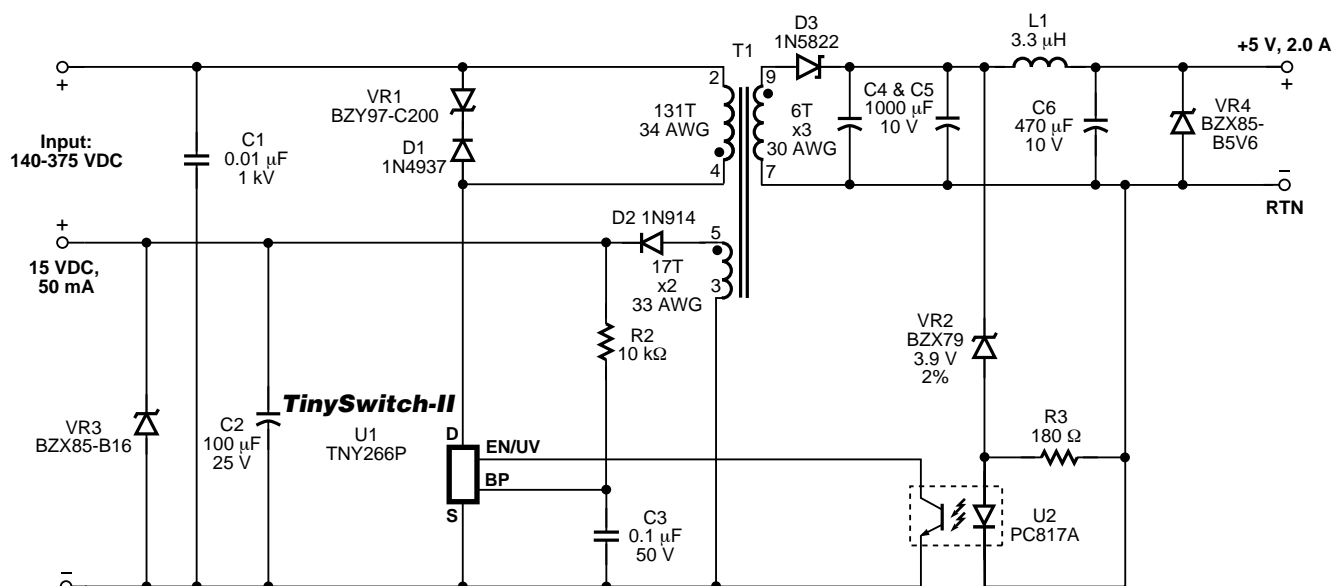 D3
1N5822
L1
3.3 µH
+5 V, 2.0 A
T1
+
2
9
+
VR1
BZY97-C200
131T
34 AWG
6T
x3
30 AWG
C4 & C5
1000 µF
10 V
C6
470 µF
10 V
VR4
BZX85-
B5V6
Input:
140-375 VDC
C1
0.01 µF
1 kV
D1
1N4937
4
7
−
RTN
+
15 VDC,
50 mA
D2 1N914
5
17T
x2
33 AWG
3
R2
10 kΩ
VR2
BZX79
3.9 V
2%
TinySwitch-II
VR3
BZX85-B16
C2
100 µF
25 V
U1
TNY266P
D
EN/UV
BP
S
R3
180 Ω
C3
0.1 µF
50 V
U2
PC817A
−